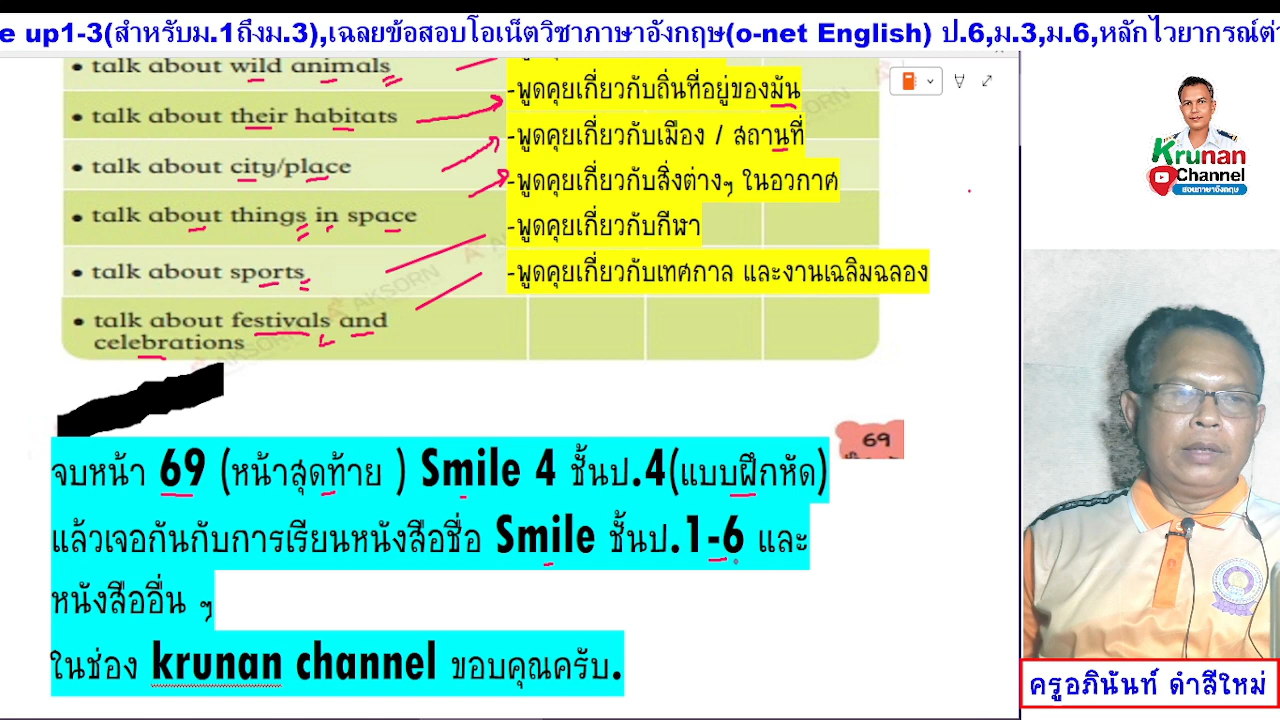 e up1-3(สำหรับม.1ถึงม.3),เฉลยข้อสอบโอเน็ตวิชาภาษาอังกฤษ(o-net English) ป.6,ม.3,ม.6,หลักไวยากรณ์ต่า
• talk about wild animals
-พูดคุยเกี่ยวกับถิ่นที่อยู่ของมัน
• talk about their habitats
-พูดคุยเกี่ยวกับเมือง / สถานที่
• talk about city/place
-พูดคุยเกี่ยวกับสิ่งต่างๆ ในอวกาศ
• talk about things in space
-พูดคุยเกี่ยวกับกีฬา
• talk about sports
-พูดคุยเกี่ยวกับเทศกาล และงานเฉลิมฉลอง
• talk about festivals and
celebrations
AKSORN
AKSORN
Krunan
Channel
สอนภาษาอังกฤษ
69
จบหน้า 69 (หน้าสุดท้าย ) Smile 4 ชั้นป.4(แบบฝึกหัด)
แล้วเจอกันกับการเรียนหนังสือชื่อ Smile ชั้นป.1-6 และ
หนังสืออื่น ๆ
ในช่อง krunan channel ขอบคุณครับ.
ครูอภินันท์ ดำสีใหม่